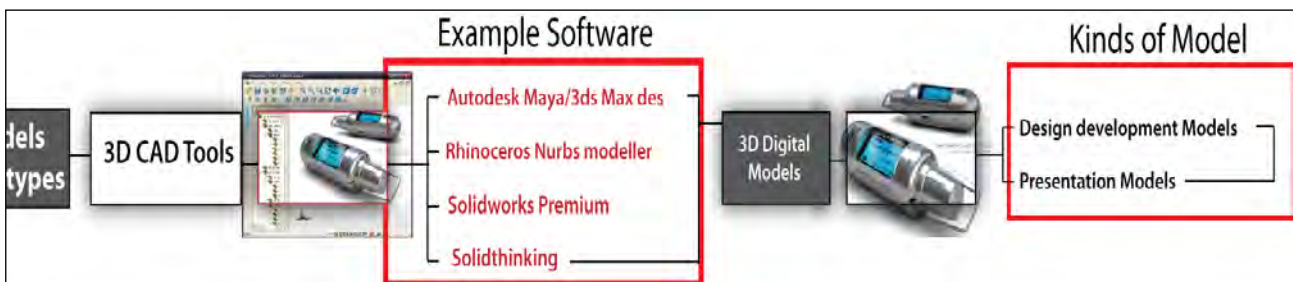 Example Software
Kinds of Model
dels
types
3D CAD Tools
Autodesk Maya/3ds Max des
Rhinoceros Nurbs modeller
Solidworks Premium
Solidthinking
3D Digital
Models
Design development Models
Presentation Models